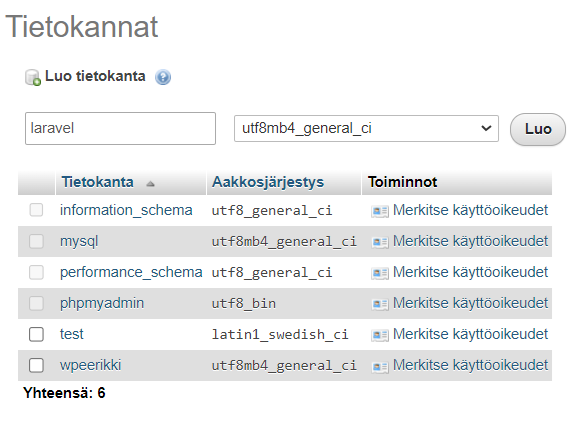 Tietokannat
Luo tietokanta
laravel utf8mb4_general_ci Luo
Tietokanta Aakkosjärjestys Toiminnot
information_schema utf8_general_ci Merkitse käyttöoikeudet
mysql utf8mb4_general_ci Merkitse käyttöoikeudet
performance_schema utf8_general_ci Merkitse käyttöoikeudet
phpmyadmin utf8_bin Merkitse käyttöoikeudet
test latin1_swedish_ci Merkitse käyttöoikeudet
wpeerikki utf8mb4_general_ci Merkitse käyttöoikeudet
Yhteensä: 6